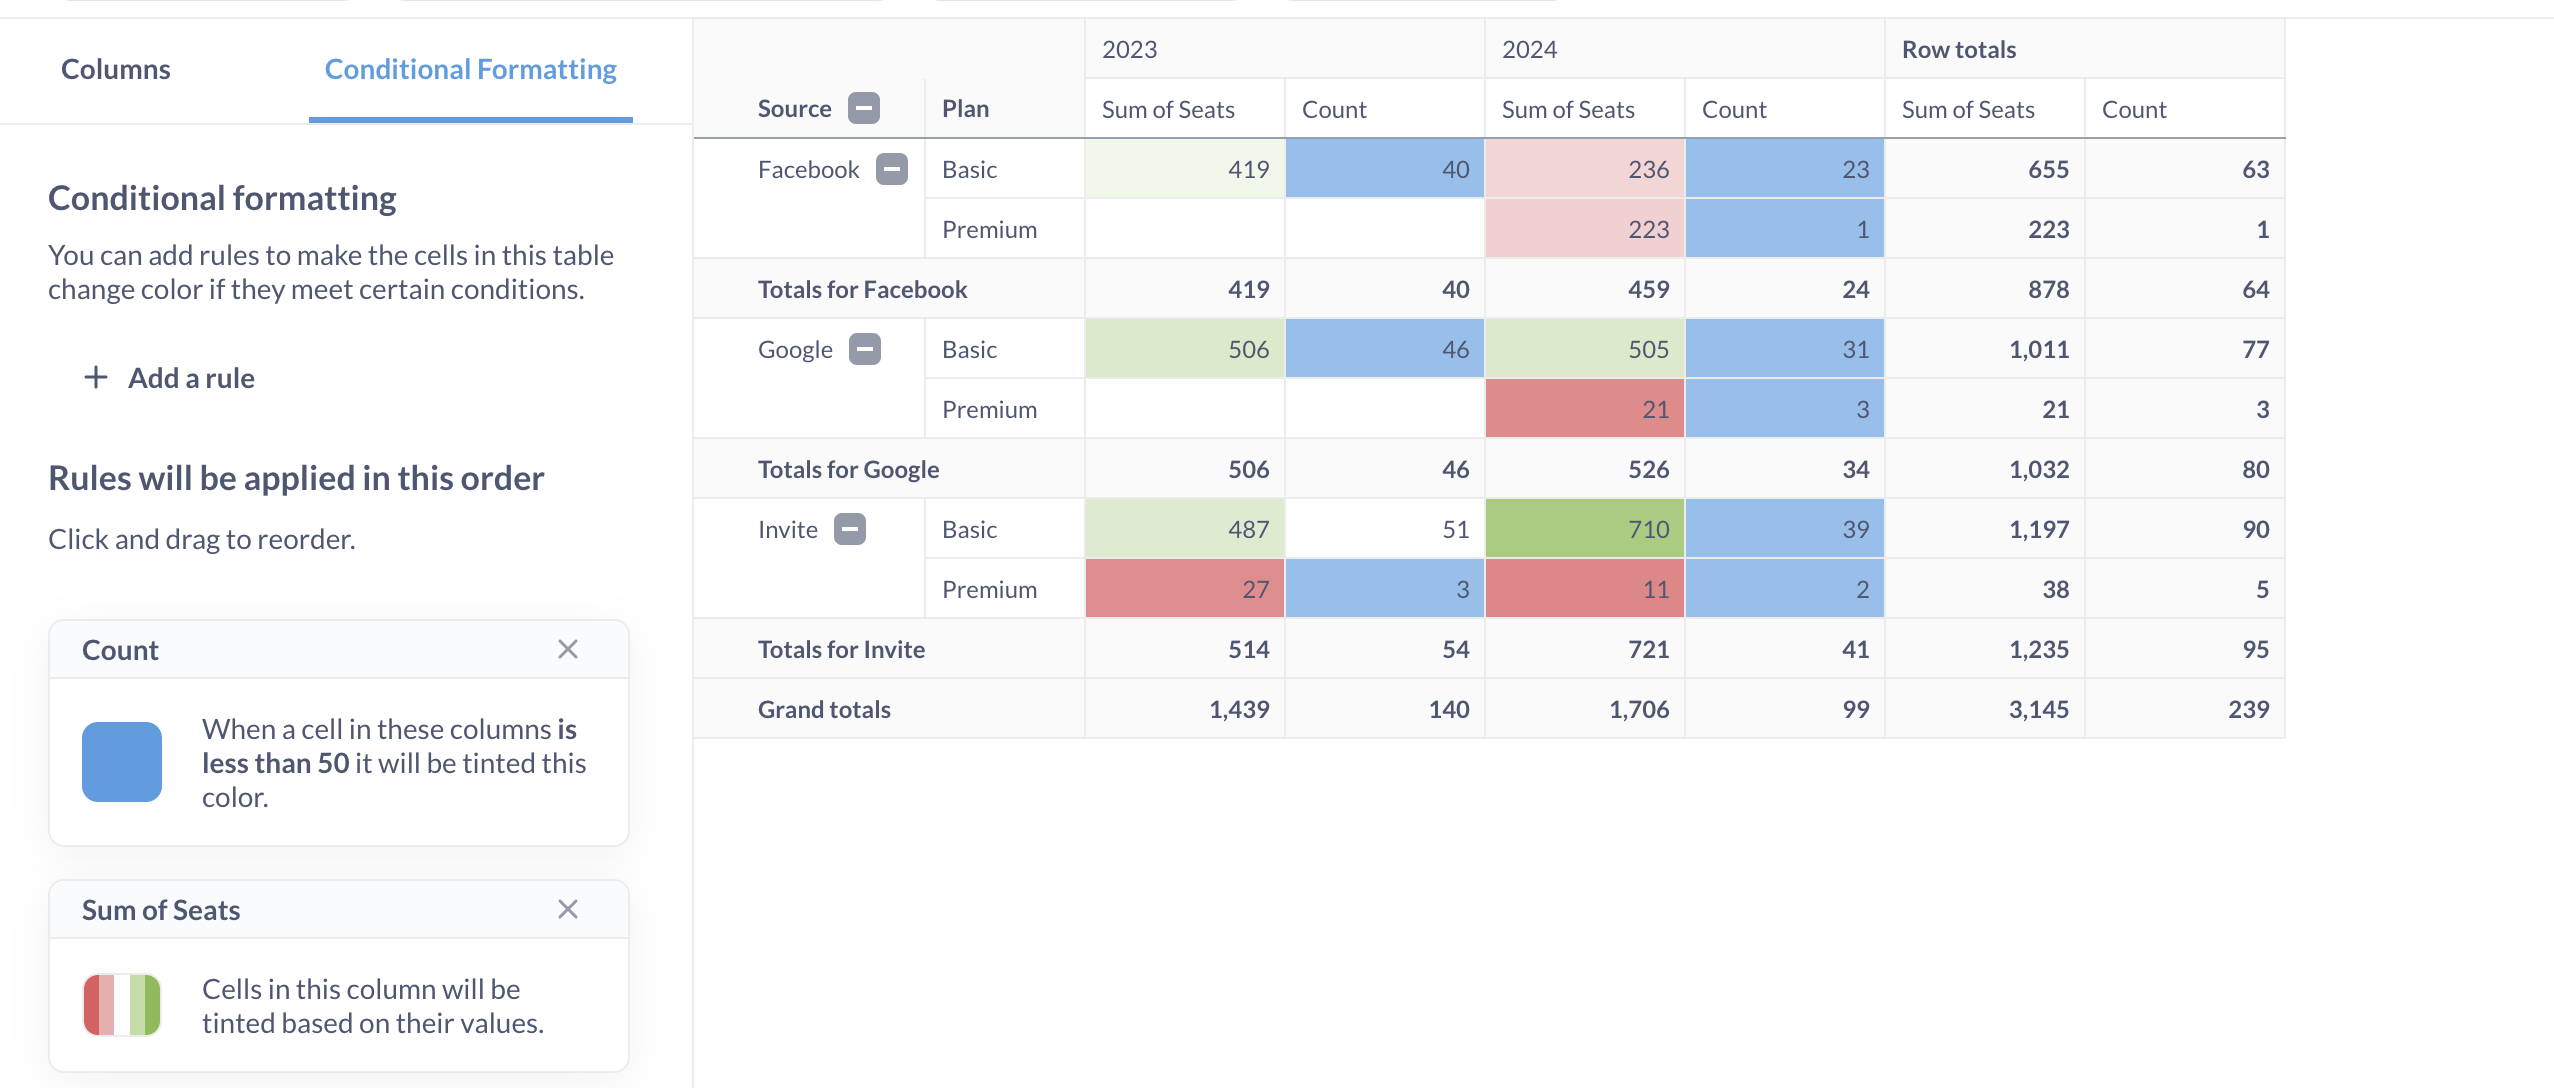 Columns
Conditional Formatting
Conditional formatting
You can add rules to make the cells in this table
change color if they meet certain conditions.
Add a rule
Rules will be applied in this order
Click and drag to reorder.
Count
When a cell in these columns is
less than 50 it will be tinted this
color.
Sum of Seats
Cells in this column will be
tinted based on their values.
2023 2024 Row totals
Source Plan Sum of Seats Count Sum of Seats Count Sum of Seats Count
Facebook Basic 419 40 236 23 655 63
Premium 223 1 223 1
Totals for Facebook 419 40 459 24 878 64
Google Basic 506 46 505 31 1,011 77
Premium 21 3 21 3
Totals for Google 506 46 526 34 1,032 80
Invite Basic 487 51 710 39 1,197 90
Premium 27 3 11 2 38 5
Totals for Invite 514 54 721 41 1,235 95
Grand totals 1,439 140 1,706 99 3,145 239